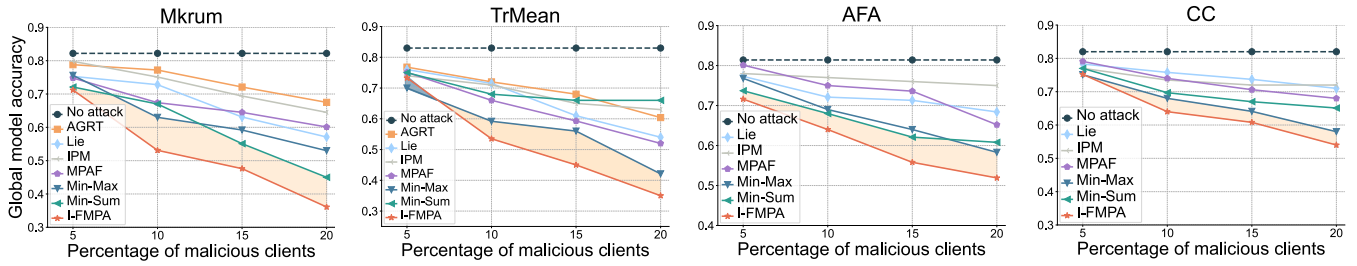 Mkrum
Global model accuracy
0.9
0.8
0.7
0.6
0.5
0.4
0.3
No attack
AGRT
Lie
IPM
MPAF
Min-Max
Min-Sum
I-FMPA
5
10
15
20
Percentage of malicious clients
TrMean
0.9
0.8
0.7
0.6
0.5
0.4
0.3
No attack
AGRT
Lie
IPM
MPAF
Min-Max
Min-Sum
I-FMPA
5
10
15
20
Percentage of malicious clients
AFA
0.9
0.8
0.7
0.6
0.5
0.4
No attack
Lie
IPM
MPAF
Min-Max
Min-Sum
I-FMPA
5
10
15
20
Percentage of malicious clients
CC
0.9
0.8
0.7
0.6
0.5
0.4
0.3
No attack
Lie
IPM
MPAF
Min-Max
Min-Sum
I-FMPA
5
10
15
20
Percentage of malicious clients